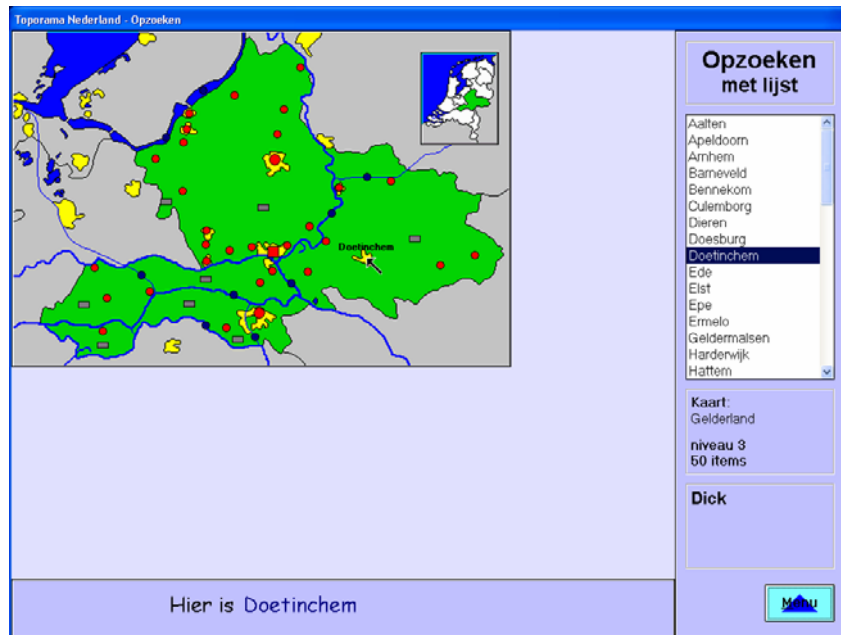 Toporama Nederland - Opzoeken
Doetinchem
Opzoeken
met lijst
Aalten
Apeldoorn
Arnhem
Barneveld
Bennekom
Culemborg
Dieren
Doesburg
Doetinchem
Ede
Elst
Epe
Ermelo
Geldermalsen
Harderwijk
Hattem
Kaart:
Gelderland
niveau 3
50 items
Dick
Menu
Hier is Doetinchem